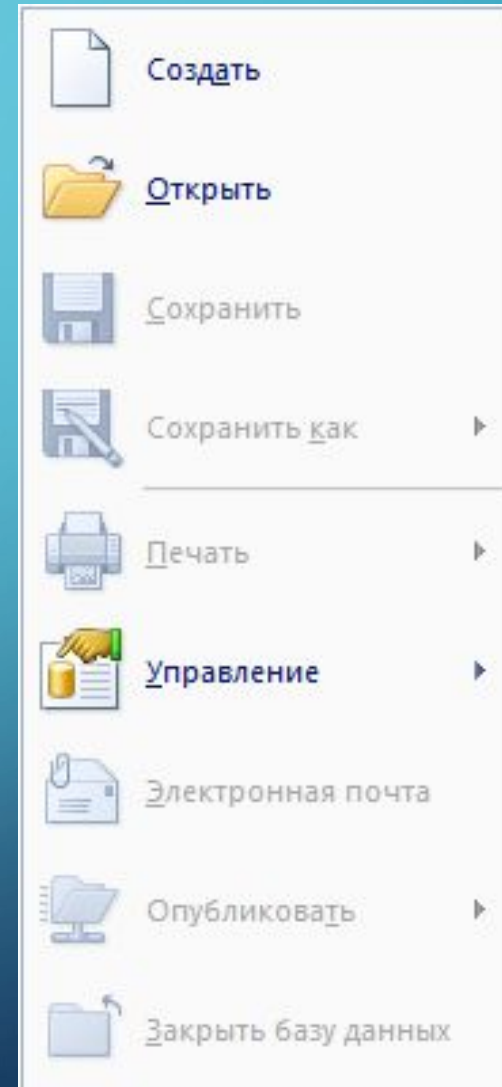 Создать
Открыть
Сохранить
Сохранить как
Печать
Управление
Электронная почта
Опубликовать
Закрыть базу данных